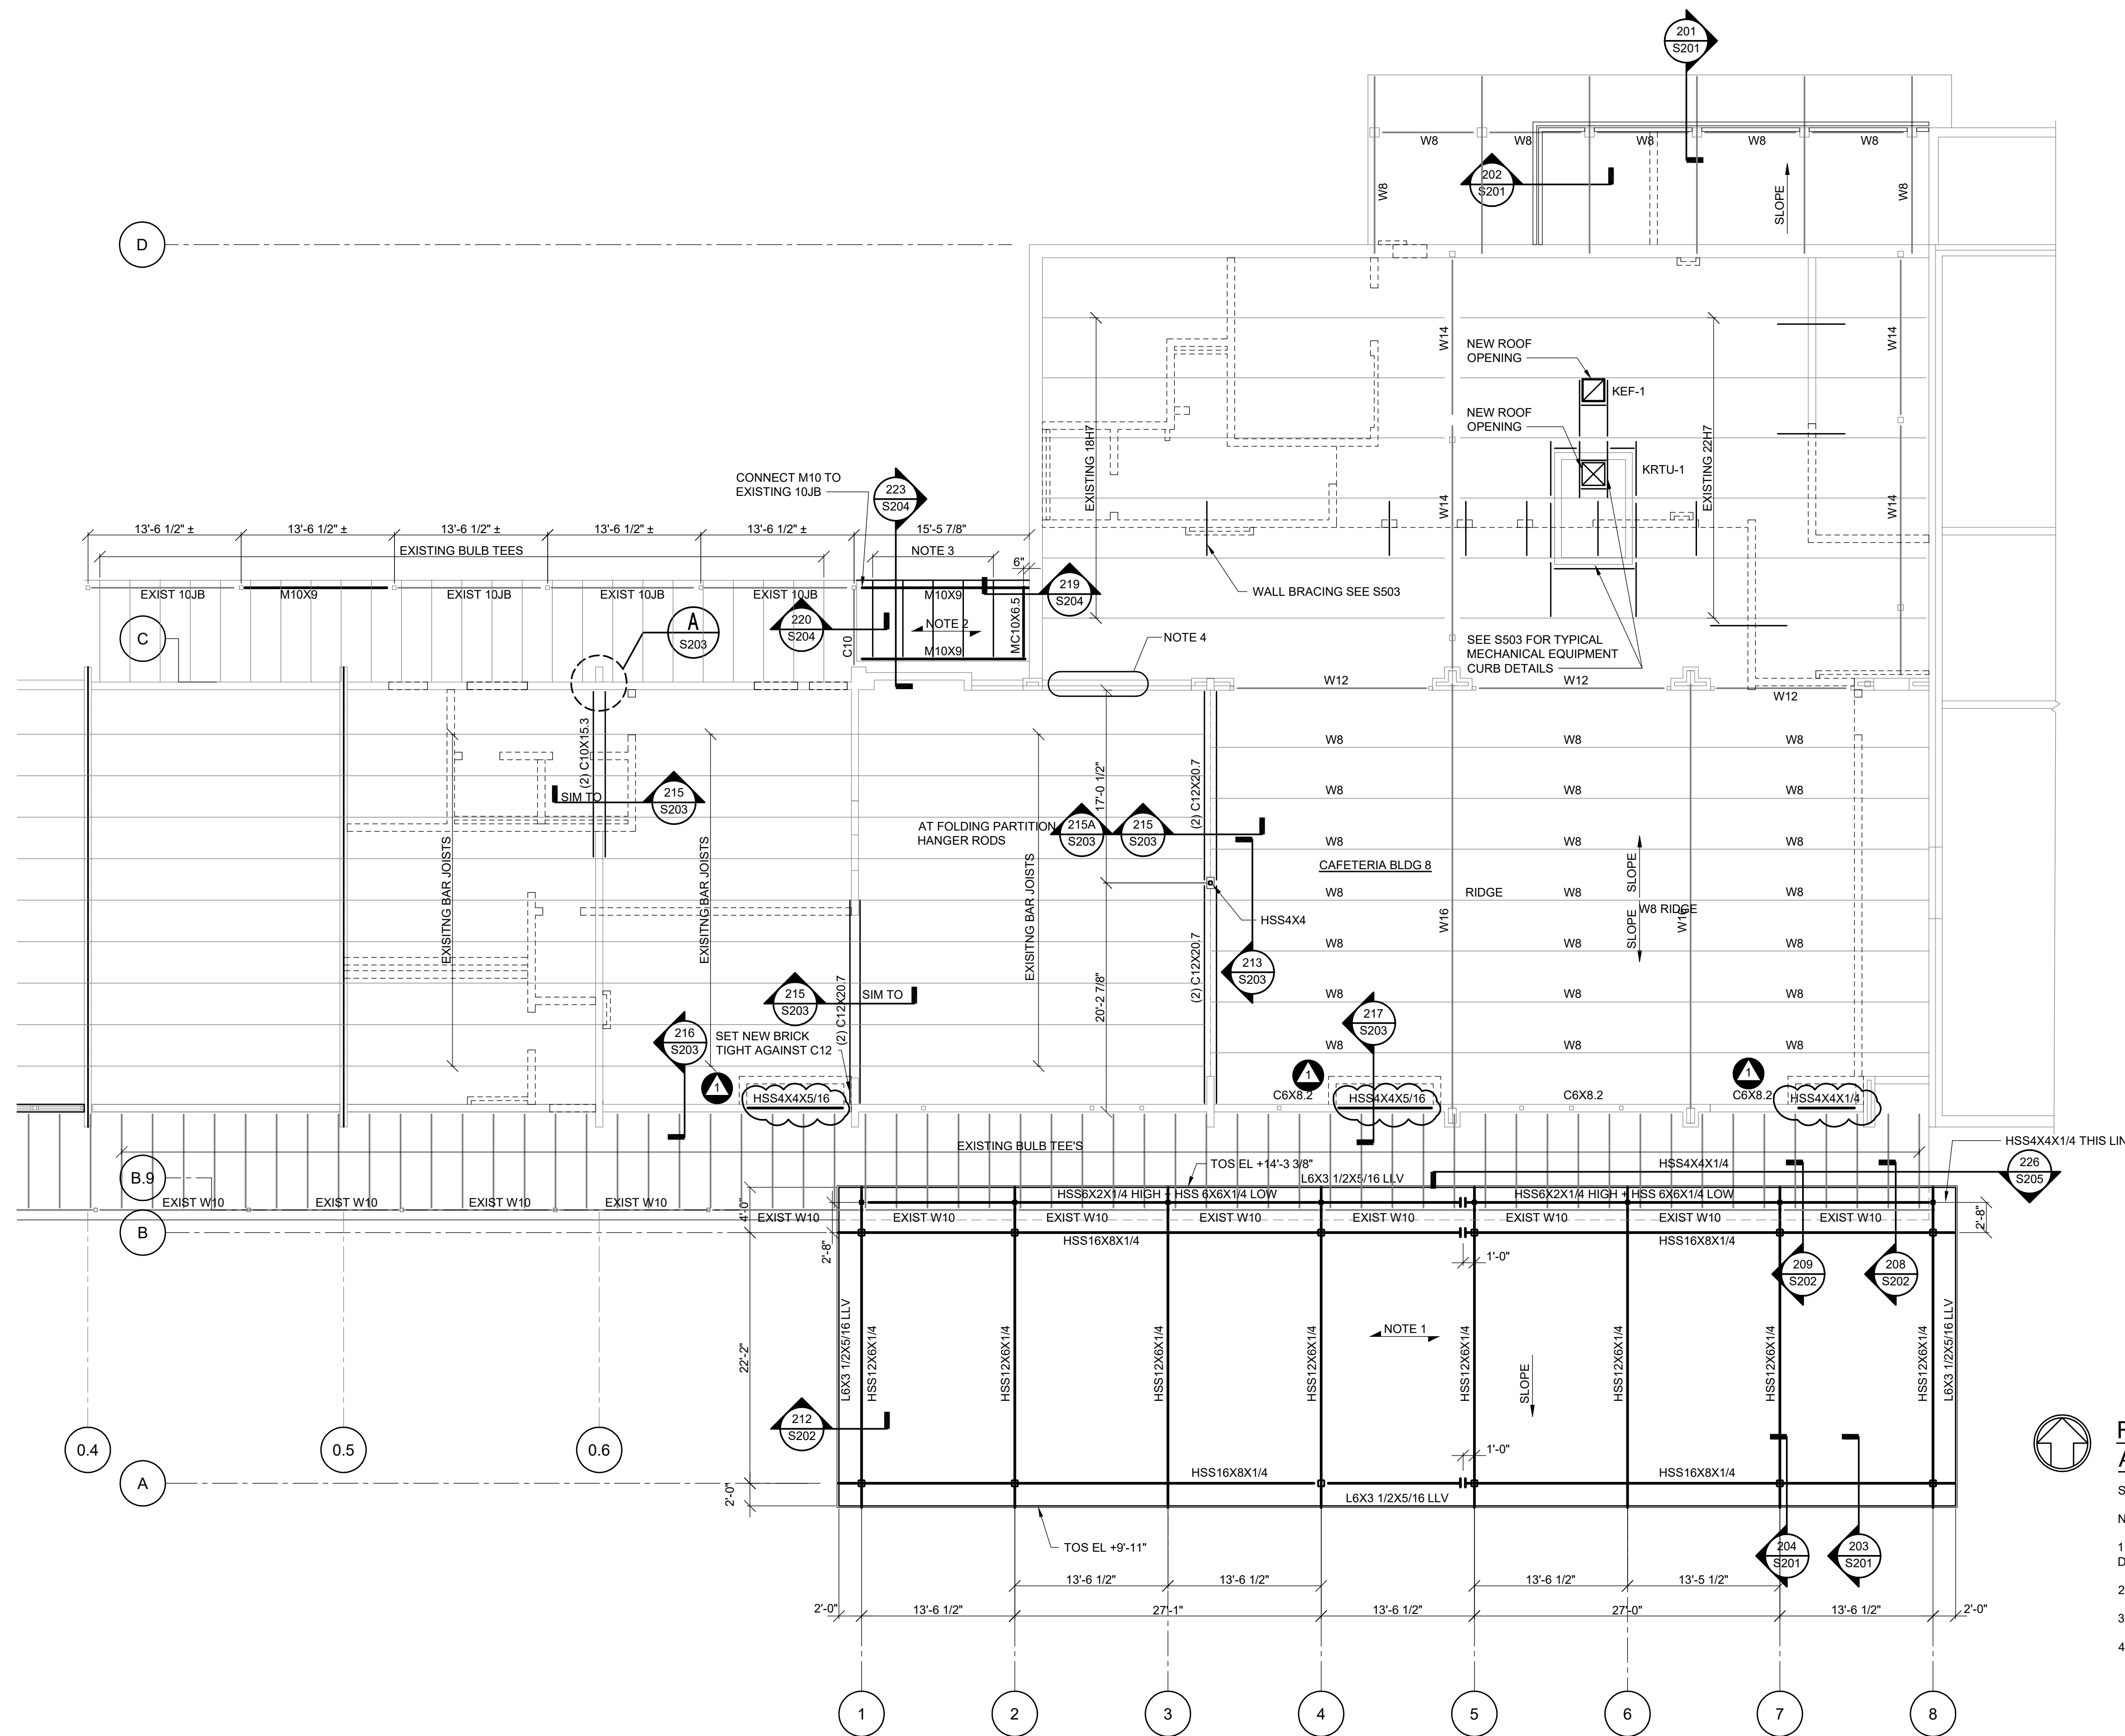 201
S201
W8
W8
W8
W8
W8
202
S201
W8
SLOPE
W8
D
NEW ROOF
OPENING
W14
W14
KEF-1
NEW ROOF
OPENING
EXISTING 18H7
EXISTING 22H7
KRTU-1
CONNECT M10 TO
EXISTING 10JB
223
S204
W14
W14
13'-6 1/2" ±
13'-6 1/2" ±
13'-6 1/2" ±
13'-6 1/2" ±
13'-6 1/2" ±
15'-5 7/8"
EXISTING BULB TEES
NOTE 3
6"
219
S204
WALL BRACING SEE S503
EXIST 10JB
M10X9
EXIST 10JB
EXIST 10JB
EXIST 10JB
M10X9
C
A
S203
220
S204
C10
NOTE 2
MC10X6.5
M10X9
NOTE 4
SEE S503 FOR TYPICAL
MECHANICAL EQUIPMENT
CURB DETAILS
W12
W12
W12
(2) C10X15.3
W8
W8
W8
17'-0 1/2"
(2) C12X20.7
SIM TO
215
S203
W8
W8
W8
AT FOLDING PARTITION
HANGER RODS
215A
S203
215
S203
EXISITNG BAR JOISTS
EXISITNG BAR JOISTS
EXISITNG BAR JOISTS
W8
W8
W8
CAFETERIA BLDG 8
SLOPE
W8
RIDGE
W8
W8
W8 RIDGE
HSS4X4
W16
W16
SLOPE
W8
W8
W8
20'-2 7/8"
(2) C12X20.7
213
S203
215
S203
SIM TO
(2) C12X20.7
W8
W8
W8
217
S203
216
S203
SET NEW BRICK
TIGHT AGAINST C12
W8
W8
W8
1
1
1
HSS4X4X5/16
C6X8.2
HSS4X4X5/16
C6X8.2
C6X8.2
HSS4X4X1/4
EXISTING BULB TEE'S
HSS4X4X1/4 THIS LIN
226
S205
TOS EL +14'-3 3/8"
HSS4X4X1/4
B.9
L6X3 1/2X5/16 LLV
HSS6X2X1/4 HIGH + HSS 6X6X1/4 LOW
HSS6X2X1/4 HIGH + HSS 6X6X1/4 LOW
EXIST W10
EXIST W10
EXIST W10
EXIST W10
4'-0"
EXIST W10
EXIST W10
EXIST W10
EXIST W10
EXIST W10
EXIST W10
EXIST W10
EXIST W10
2'-8"
B
2'-8"
HSS16X8X1/4
HSS16X8X1/4
1'-0"
209
S202
208
S202
22'-2"
L6X3 1/2X5/16 LLV
HSS12X6X1/4
HSS12X6X1/4
HSS12X6X1/4
HSS12X6X1/4
NOTE 1
HSS12X6X1/4
SLOPE
HSS12X6X1/4
HSS12X6X1/4
HSS12X6X1/4
L6X3 1/2X5/16 LLV
212
S202
0.4
0.5
0.6
1'-0"
A
HSS16X8X1/4
HSS16X8X1/4
2'-0"
L6X3 1/2X5/16 LLV
TOS EL +9'-11"
204
S201
203
S201
S
N
1
D
2
3
4
13'-6 1/2"
13'-6 1/2"
13'-6 1/2"
13'-5 1/2"
2'-0"
13'-6 1/2"
27'-1"
13'-6 1/2"
27'-0"
13'-6 1/2"
2'-0"
1
2
3
4
5
6
7
8